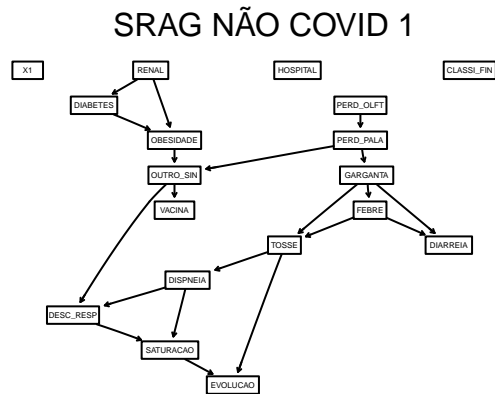 SRAG NÃO COVID 1
X1 RENAL HOSPITAL CLASSI_FIN
DIABETES PERD_OLFT
OBESIDADE PERD_PALA
OUTRO_SIN GARGANTA
VACINA FEBRE
TOSSE DIARREIA
DISPNEIA
DESC_RESP
SATURACAO
EVOLUCAO